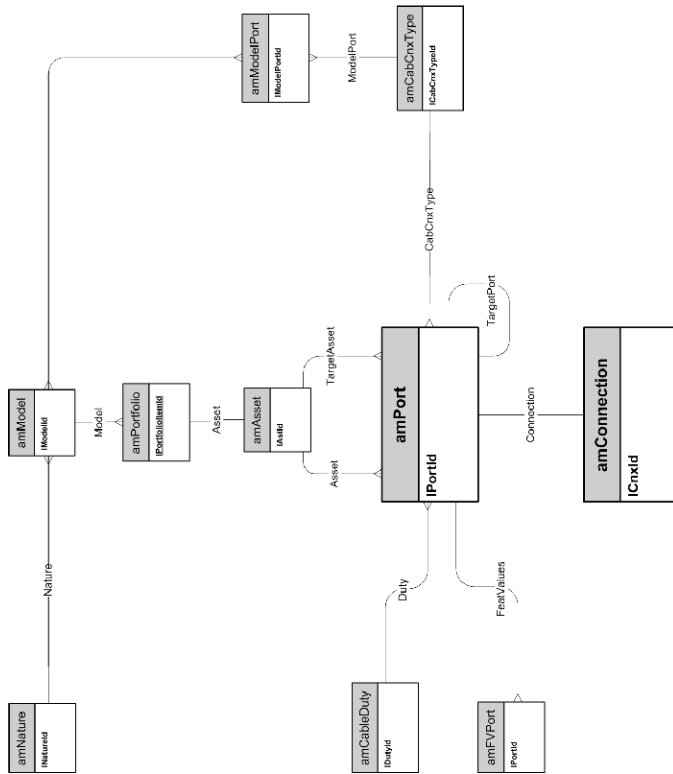 amNature
lNatureId
Nature
amModel
lModelId
Model
amPortfolio
lPortfolioItemId
Asset
amAsset
lAstId
amModelPort
lModelPortId
ModelPort
Asset
TargetAsset
amCableDuty
lDutyId
Duty
amPort
lPortId
CabCnxType
amCabCnxType
lCabCnxTypeId
amFVPort
lPortId
FeatValues
TargetPort
Connection
amConnection
lCnxId